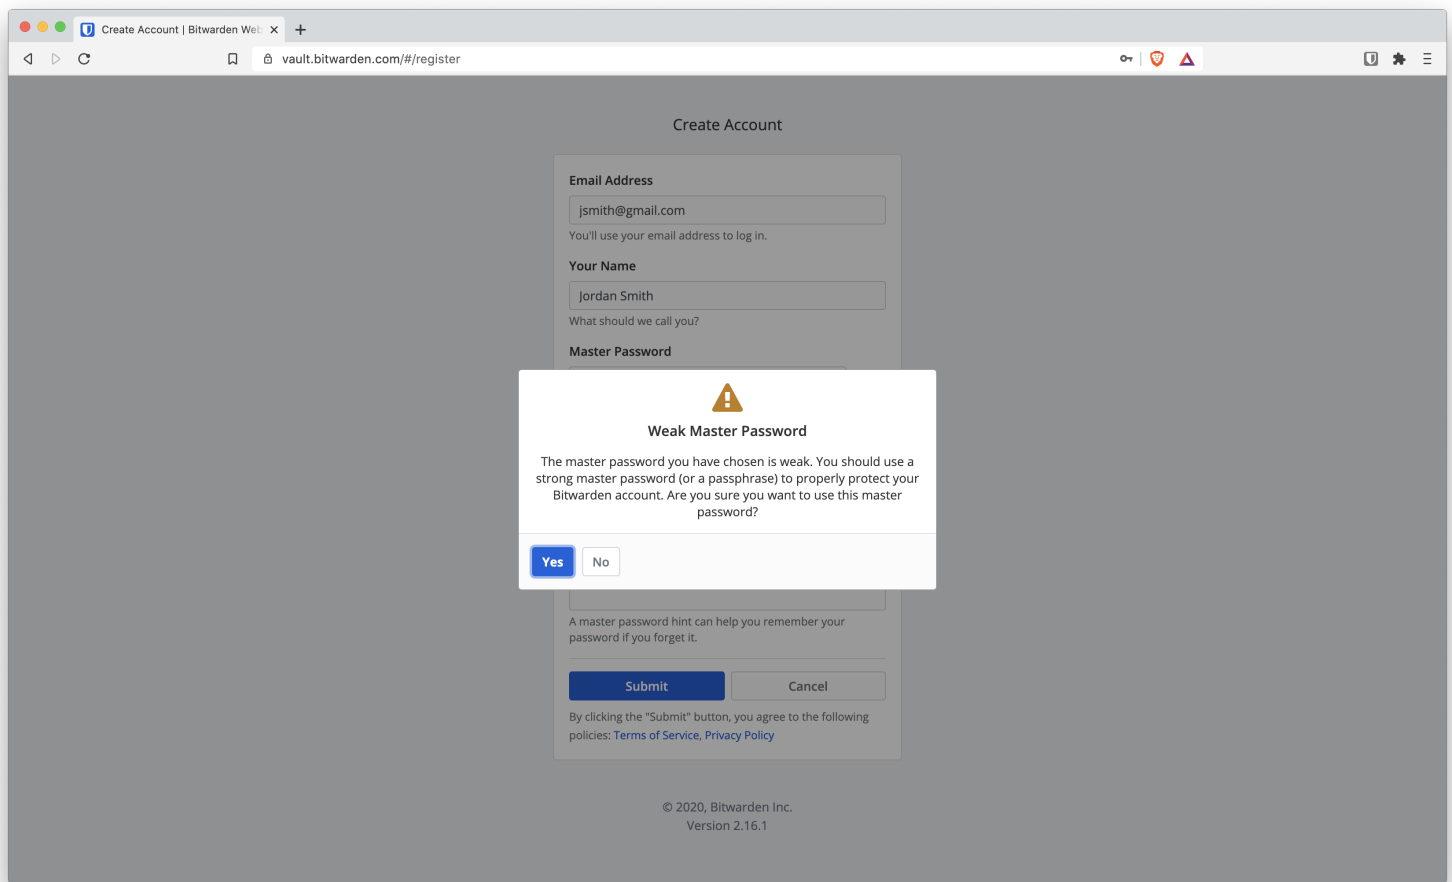 Create Account | Bitwarden Web
vault.bitwarden.com/#/register
Create Account
Email Address
jsmith@gmail.com
You'll use your email address to log in.
Your Name
Jordan Smith
What should we call you?
Master Password
Weak Master Password
The master password you have chosen is weak. You should use a
strong master password (or a passphrase) to properly protect your
Bitwarden account. Are you sure you want to use this master
password?
Yes
No
A master password hint can help you remember your
password if you forget it.
Submit
Cancel
By clicking the "Submit" button, you agree to the following
policies: Terms of Service, Privacy Policy
© 2020, Bitwarden Inc.
Version 2.16.1